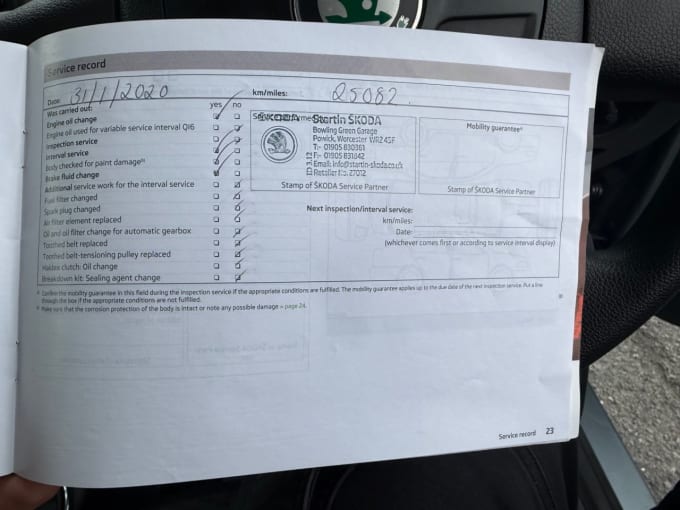 Service record
Date: 31/1/2020 km/miles: 25082
Was carried out: yes no
Engine oil change
Engine oil used for variable service interval QI6
Inspection service
Interval service
Body checked for paint damage
Brake fluid change
Additional service work for the interval service
Fuel filter changed
Spark plug changed
Air filter element replaced
Oil and oil filter change for automatic gearbox
Toothed belt replaced
Toothed belt-tensioning pulley replaced
Haldex clutch: Oil change
Breakdown kit: Sealing agent change
ŠKODA Startin ŠKODA
Bowling Green Garage
Powick, Worcester WR2 4SF
T:- 01905 830361
F:- 01905 831642
Email: info@startin-skoda.co.uk
Retailer No. 27012
Stamp of ŠKODA Service Partner
Mobility guarantee
Stamp of ŠKODA Service Partner
Next inspection/interval service:
km/miles:
Date:
(whichever comes first or according to service interval display)
Confirm the mobility guarantee in this field during the inspection service if the appropriate conditions are fulfilled. The mobility guarantee applies up to the due date of the next inspection service. Put a line
through the box if the appropriate conditions are not fulfilled.
Make sure that the corrosion protection of the body is intact or note any possible damage » page 24.
Service record 23